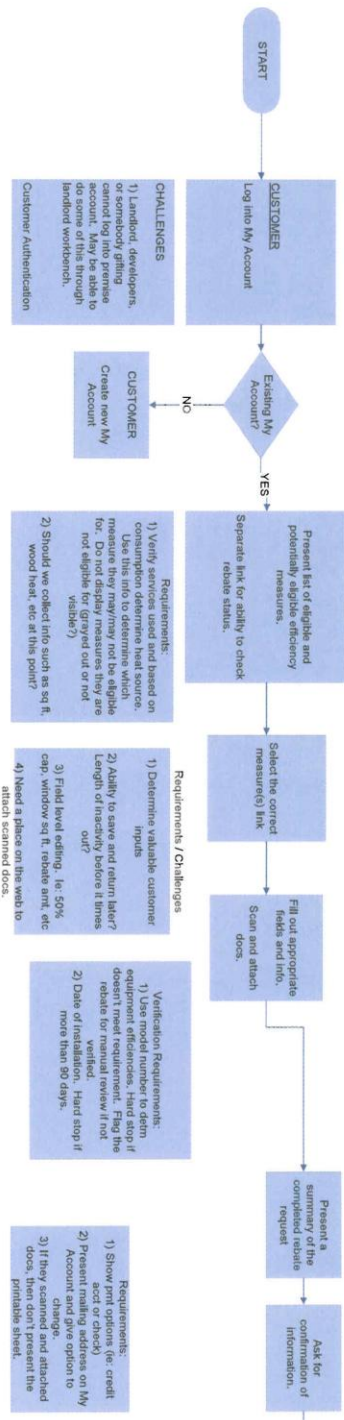 START
CUSTOMER
Log into My Account
CHALLENGES
1) Landlord, developers,
or somebody gifting
cannot log into premise
account. May be able to
do some of this through
landlord workbench.
Customer Authentication
Existing My
Account?
NO
YES
CUSTOMER
Create new My
Account
Present list of eligible and
potentially eligible efficiency
measures.
Separate link for ability to check
rebate status.
Requirements:
1) Verify services used and based on
consumption determine heat source.
Use this info to determine which
measure they may/may not be eligible
for. Do not display measures they are
not eligible for (grayed out or not
visible?)
2) Should we collect info such as sq ft,
wood heat, etc at this point?
Select the correct
measure(s) link
Requirements / Challenges
1) Determine valuable customer
inputs
2) Ability to save and return later?
Length of inactivity before it times
out?
3) Field level editing. Ie: 50%
cap, window sq ft, rebate amt, etc
4) Need a place on the web to
attach scanned docs.
Fill out appropriate
fields and info.
Scan and attach
docs.
Verification Requirements:
1) Use model number to detm
equipment efficiencies. Hard stop if
doesn't meet requirement. Flag the
rebate for manual review if not
verified.
2) Date of installation. Hard stop if
more than 90 days.
Present a
summary of the
completed rebate
request
Ask for
confirmation of
information.
Requirements:
1) Show pmt options (ie: credit
acct or check)
2) Present mailing address on My
Account and give option to
change.
3) If they scanned and attached
docs, then don't present the
printable sheet.